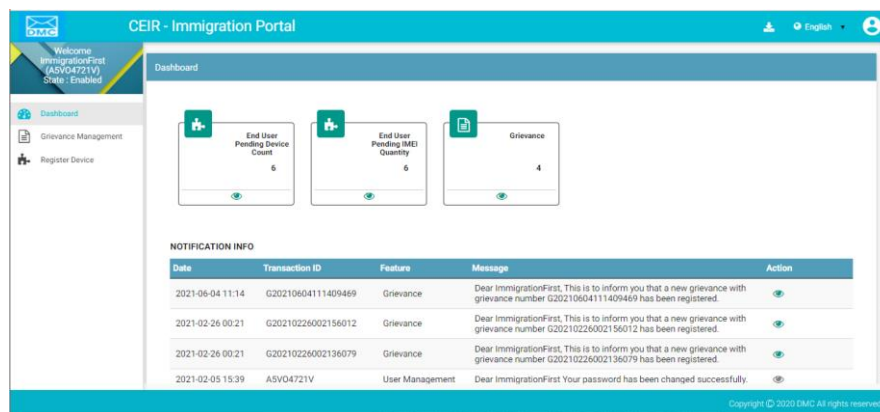 DMC
CEIR - Immigration Portal
English
Welcome
ImmigrationFirst
(A5VO4721V)
State : Enabled
Dashboard
Grievance Management
Register Device
Dashboard
End User
Pending Device
Count
6
End User
Pending IMEI
Quantity
6
Grievance
4
NOTIFICATION INFO
Date Transaction ID Feature Message Action
2021-06-04 11:14 G20210604111409469 Grievance Dear ImmigrationFirst, This is to inform you that a new grievance with
grievance number G20210604111409469 has been registered.
2021-02-26 00:21 G20210226002156012 Grievance Dear ImmigrationFirst, This is to inform you that a new grievance with
grievance number G20210226002156012 has been registered.
2021-02-26 00:21 G20210226002136079 Grievance Dear ImmigrationFirst, This is to inform you that a new grievance with
grievance number G20210226002136079 has been registered.
2021-02-05 15:39 A5VO4721V User Management Dear ImmigrationFirst Your password has been changed successfully.
Copyright © 2020 DMC All rights reserved